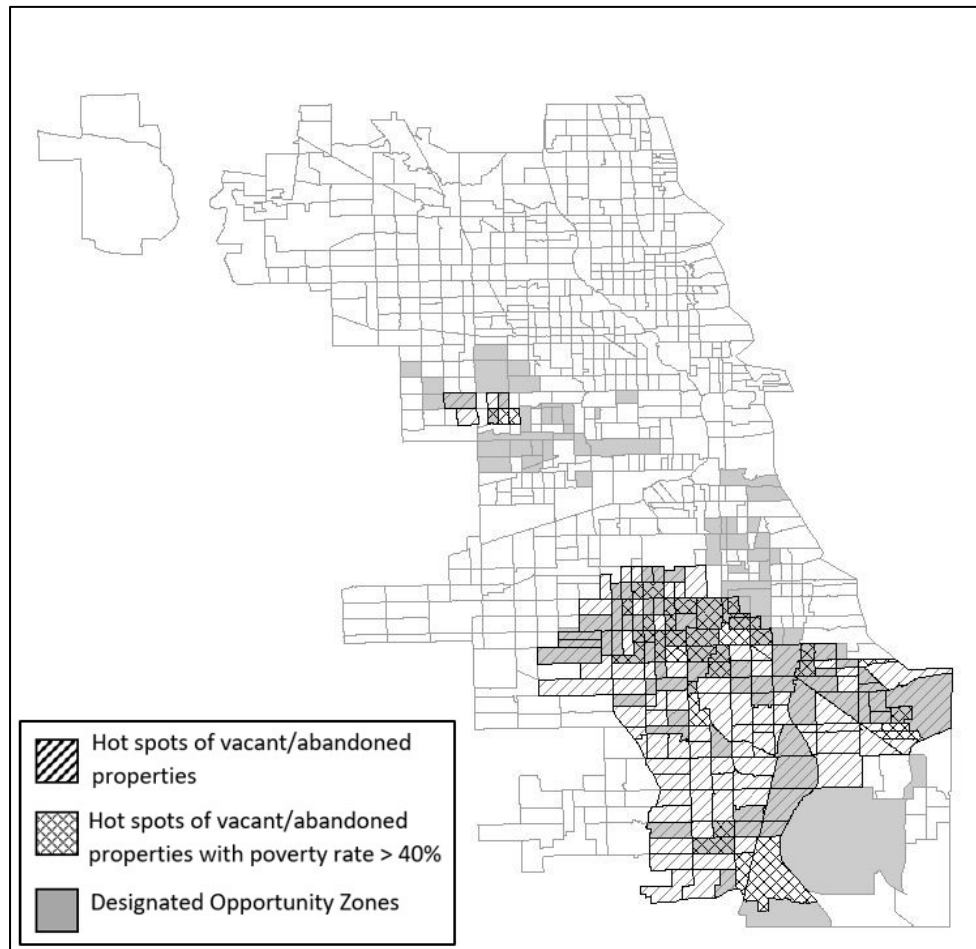 Hot spots of vacant/abandoned
properties
Hot spots of vacant/abandoned
properties with poverty rate > 40%
Designated Opportunity Zones